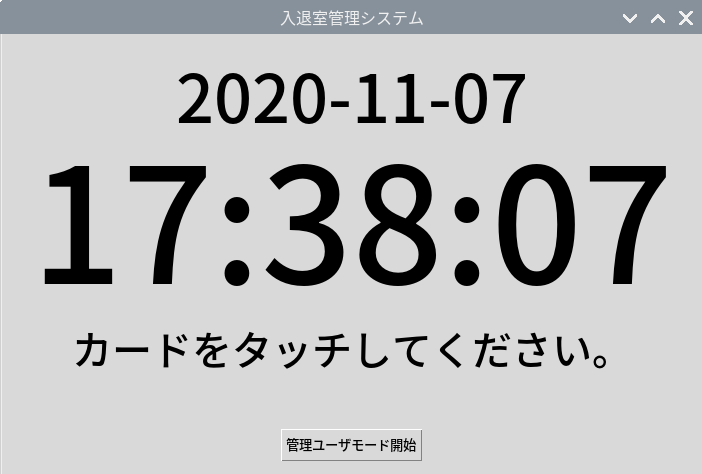 入退室管理システム
2020-11-07
17:38:07
カードをタッチしてください。
管理ユーザモード開始